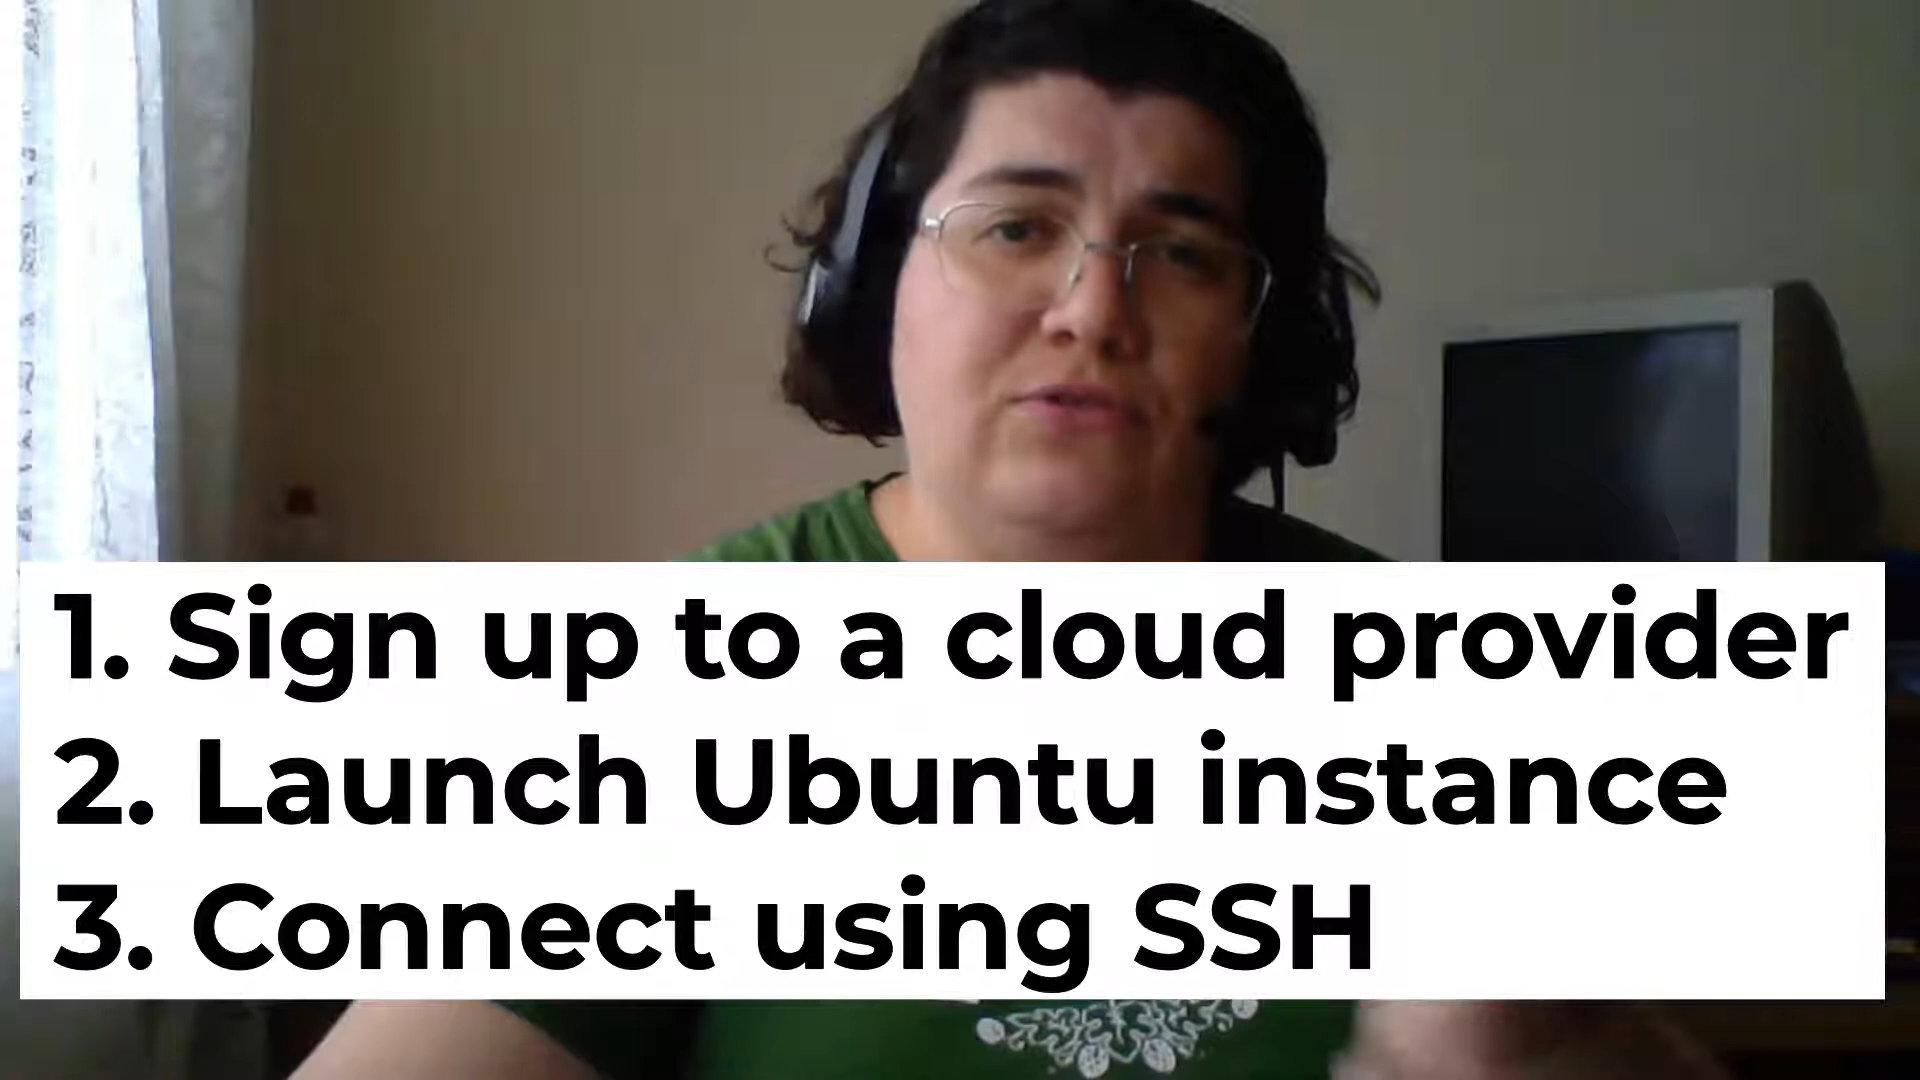 1. Sign up to a cloud provider
2. Launch Ubuntu instance
3. Connect using SSH